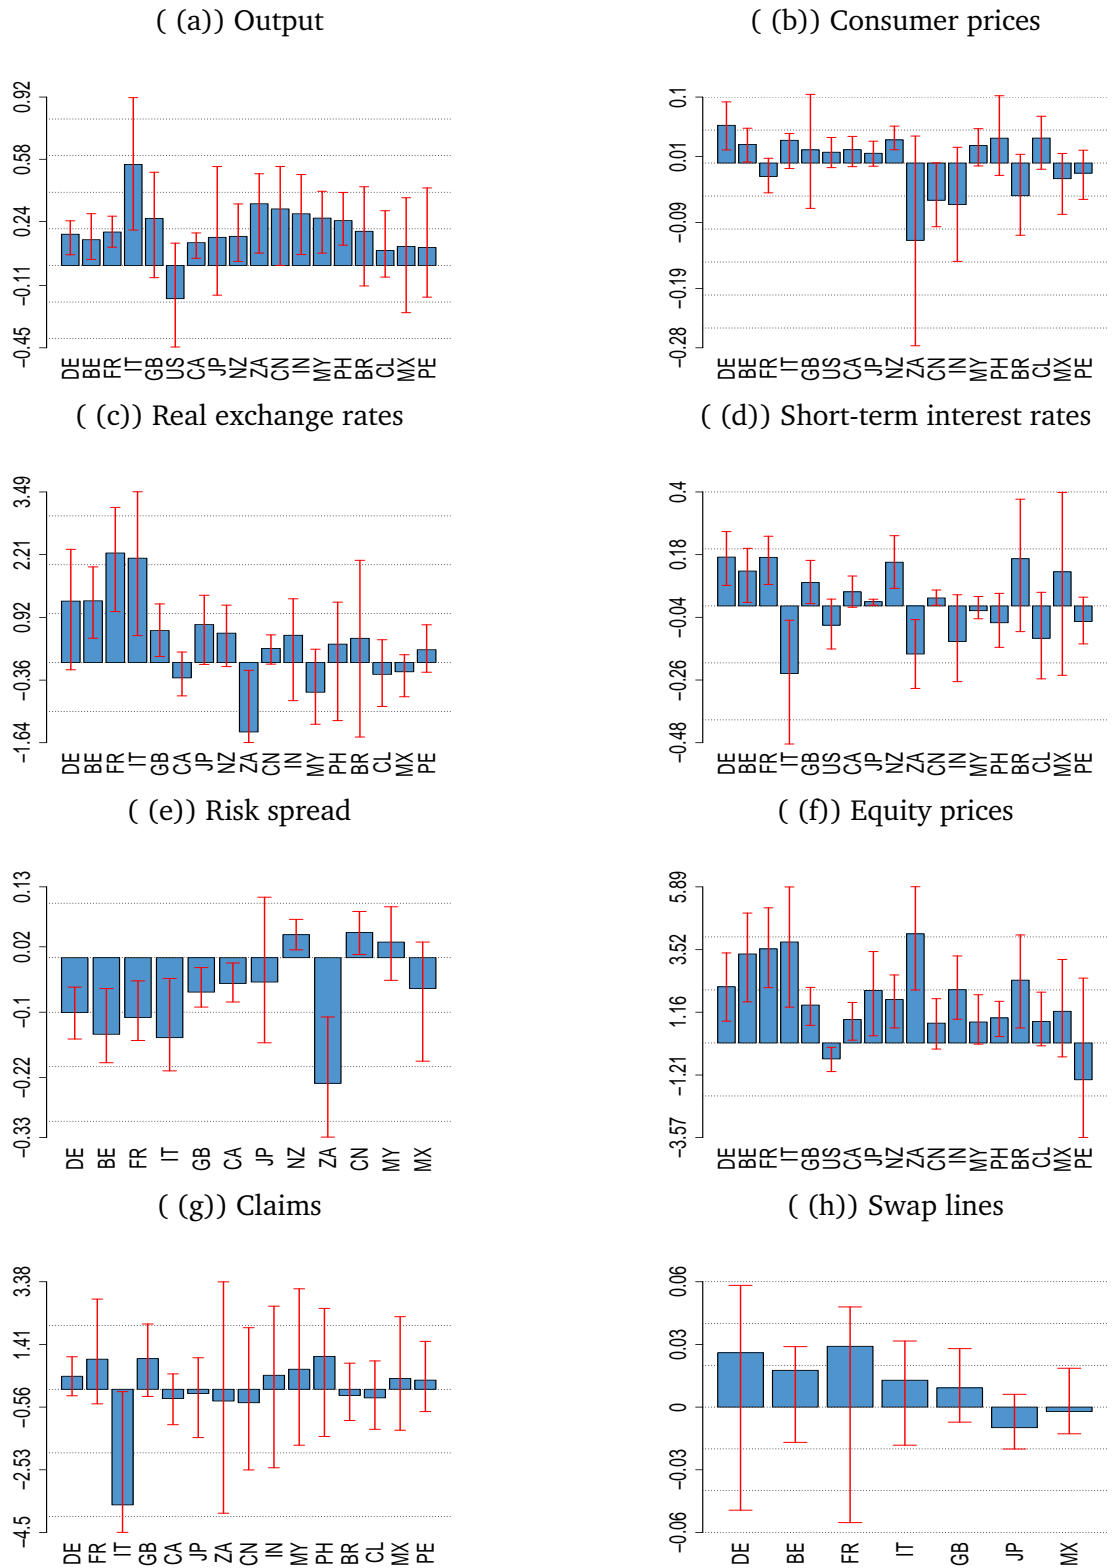 ( (a)) Output
0.92
0.58
0.24
−0.11
−0.45
DE BE FR IT GB US CA JP NZ ZA CN IN MY PH BR CL MX PE
( (b)) Consumer prices
0.1
0.01
−0.09
−0.19
−0.28
DE BE FR IT GB US CA JP NZ ZA CN IN MY PH BR CL MX PE
( (c)) Real exchange rates
3.49
2.21
0.92
−0.36
−1.64
DE BE FR IT GB CA JP NZ ZA CN IN MY PH BR CL MX PE
( (d)) Short-term interest rates
0.4
0.18
−0.04
−0.26
−0.48
DE BE FR IT GB US CA JP NZ ZA CN IN MY PH BR CL MX PE
( (e)) Risk spread
0.13
0.02
−0.1
−0.22
−0.33
DE BE FR IT GB CA JP NZ ZA CN MY MX
( (f)) Equity prices
5.89
3.52
1.16
−1.21
−3.57
DE BE FR IT GB US CA JP NZ ZA CN IN MY PH BR CL MX PE
( (g)) Claims
3.38
1.41
−0.56
−2.53
−4.5
DE FR IT GB CA JP ZA CN IN MY PH BR CL MX PE
( (h)) Swap lines
0.06
0.03
0
−0.03
−0.06
DE BE FR IT GB JP MX